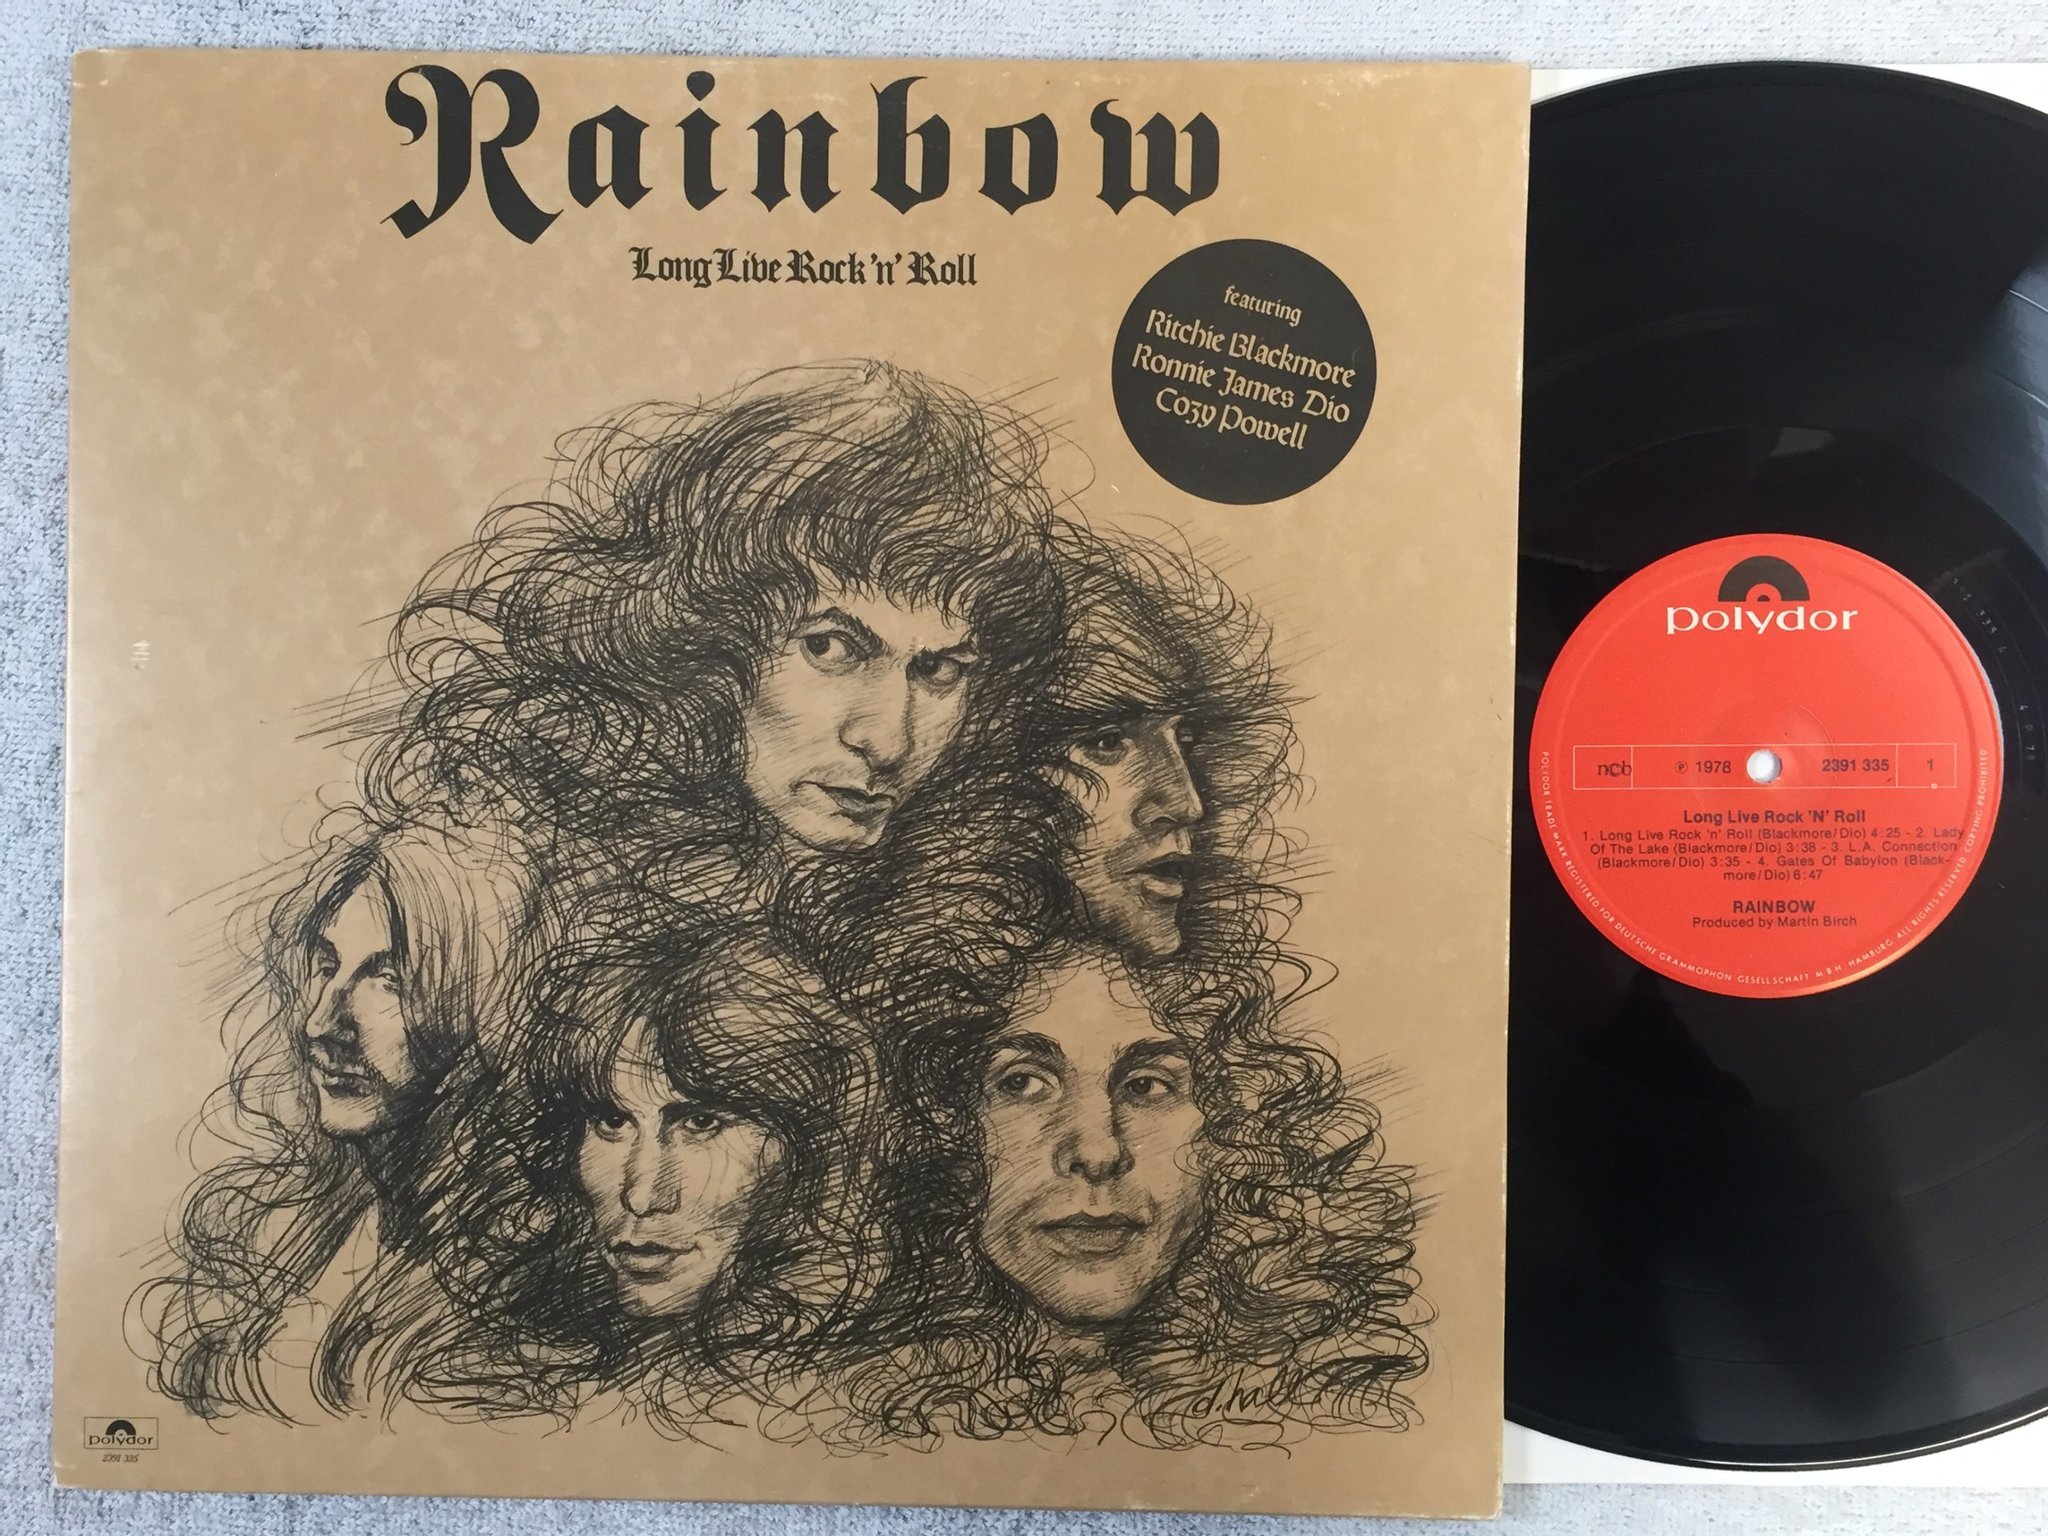 Rainbow
Long Live Rock 'n' Roll
featuring
Ritchie Blackmore
Ronnie James Dio
Cozy Powell
d.hall
polydor
2391 335
polydor
ncb ℗ 1978 2391 335 1
Long Live Rock 'N' Roll
1. Long Live Rock 'n' Roll (Blackmore/Dio) 4:25 - 2. Lady
Of The Lake (Blackmore/Dio) 3:38 - 3. L.A. Connection
(Blackmore/Dio) 3:35 - 4. Gates Of Babylon (Black-
more/Dio) 6:47
RAINBOW
Produced by Martin Birch
POLYDOR TRADE MARK REGISTERED FOR DEUTSCHE GRAMMOPHON GESELLSCHAFT M B H HAMBURG ALL RIGHTS RESERVED COPYING PROHIBITED